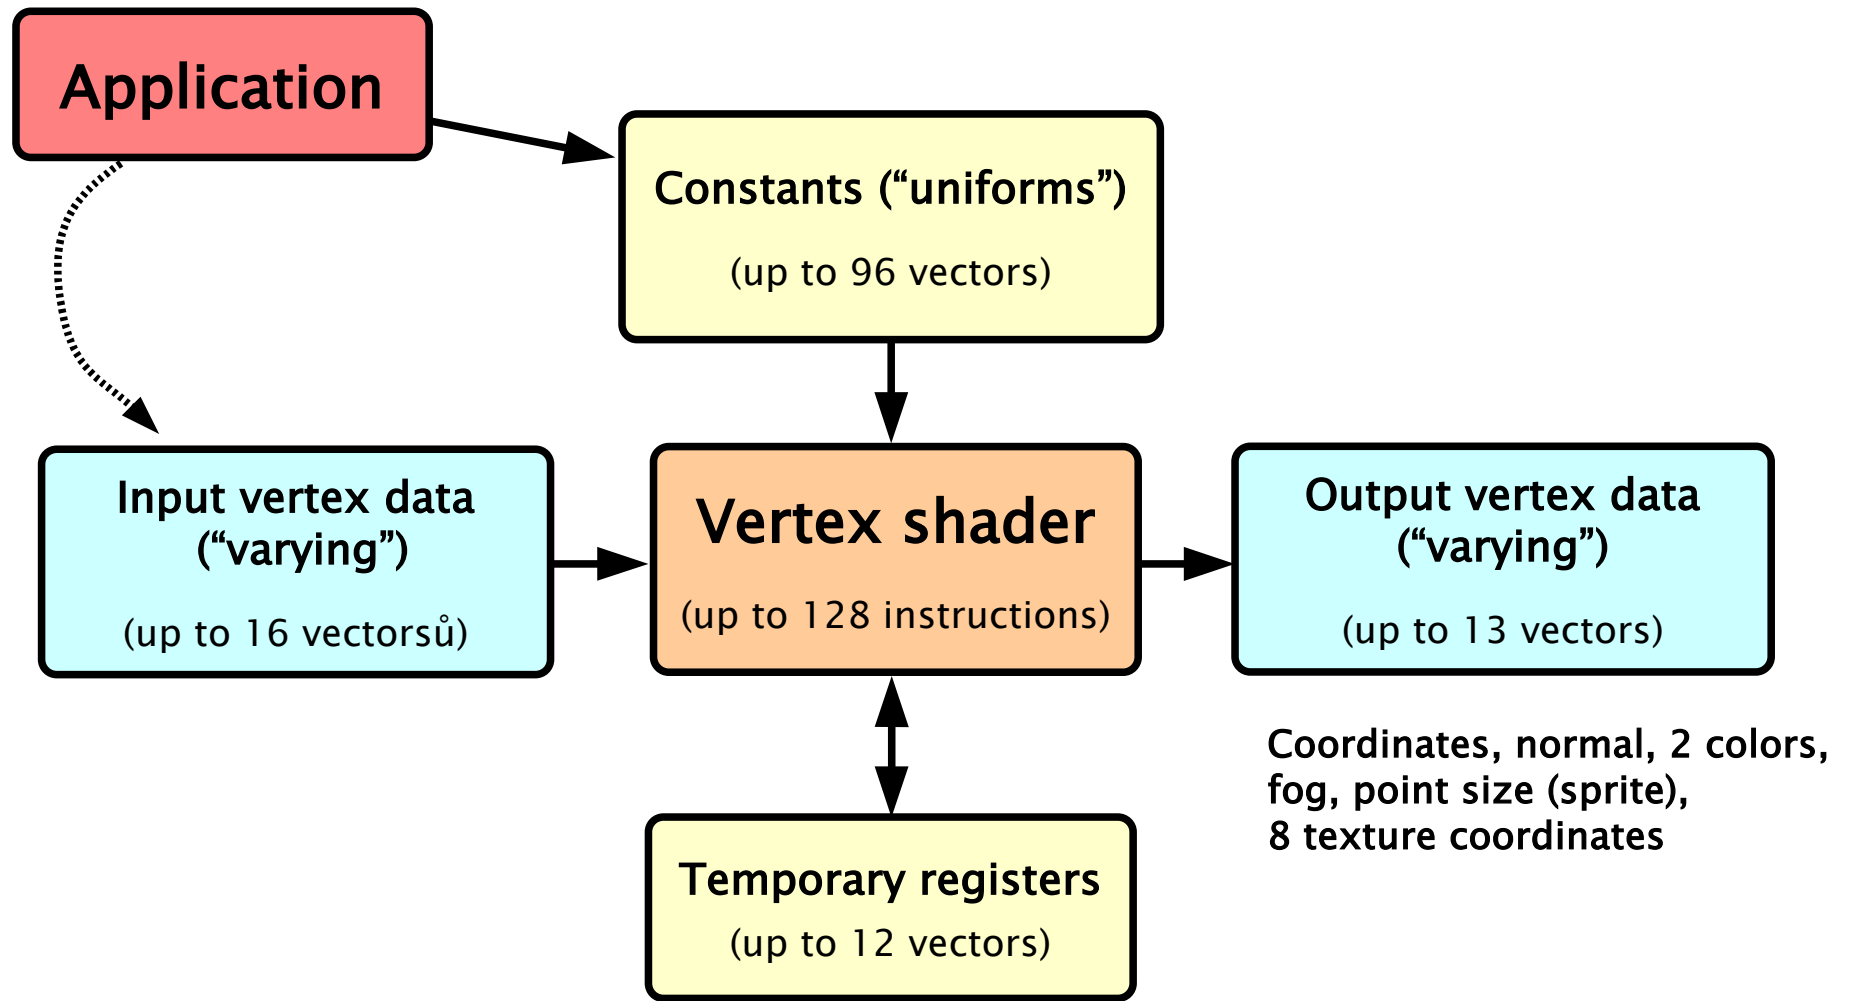 Application
Constants (“uniforms”)
(up to 96 vectors)
Input vertex data
(“varying”)
(up to 16 vectorsů)
Vertex shader
(up to 128 instructions)
Output vertex data
(“varying”)
(up to 13 vectors)
Coordinates, normal, 2 colors,
fog, point size (sprite),
8 texture coordinates
Temporary registers
(up to 12 vectors)